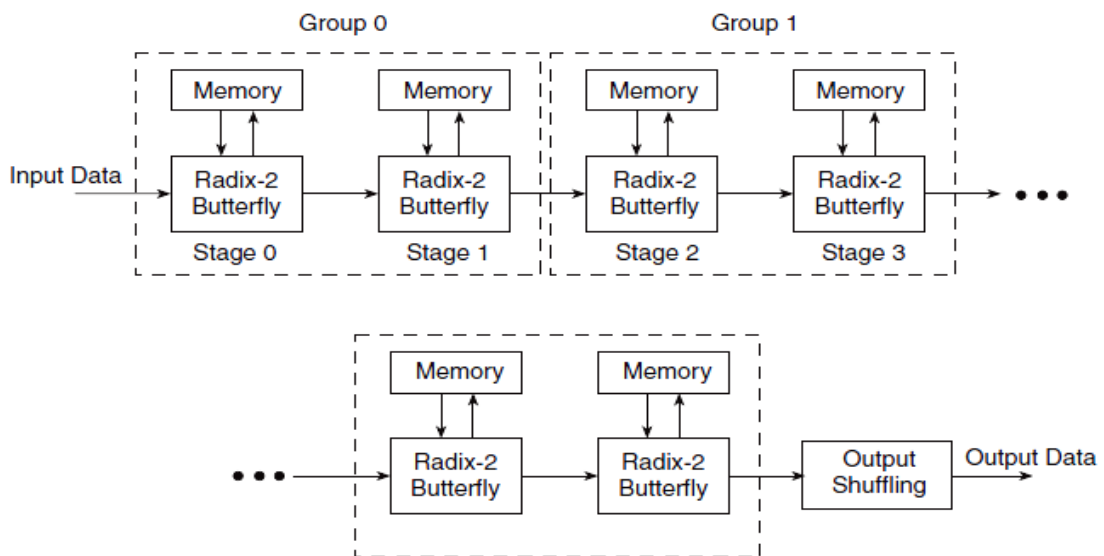 Group 0
Group 1
Memory
Memory
Memory
Memory
Input Data
Radix-2
Butterfly
Radix-2
Butterfly
Radix-2
Butterfly
Radix-2
Butterfly
Stage 0
Stage 1
Stage 2
Stage 3
Memory
Memory
Radix-2
Butterfly
Radix-2
Butterfly
Output
Shuffling
Output Data